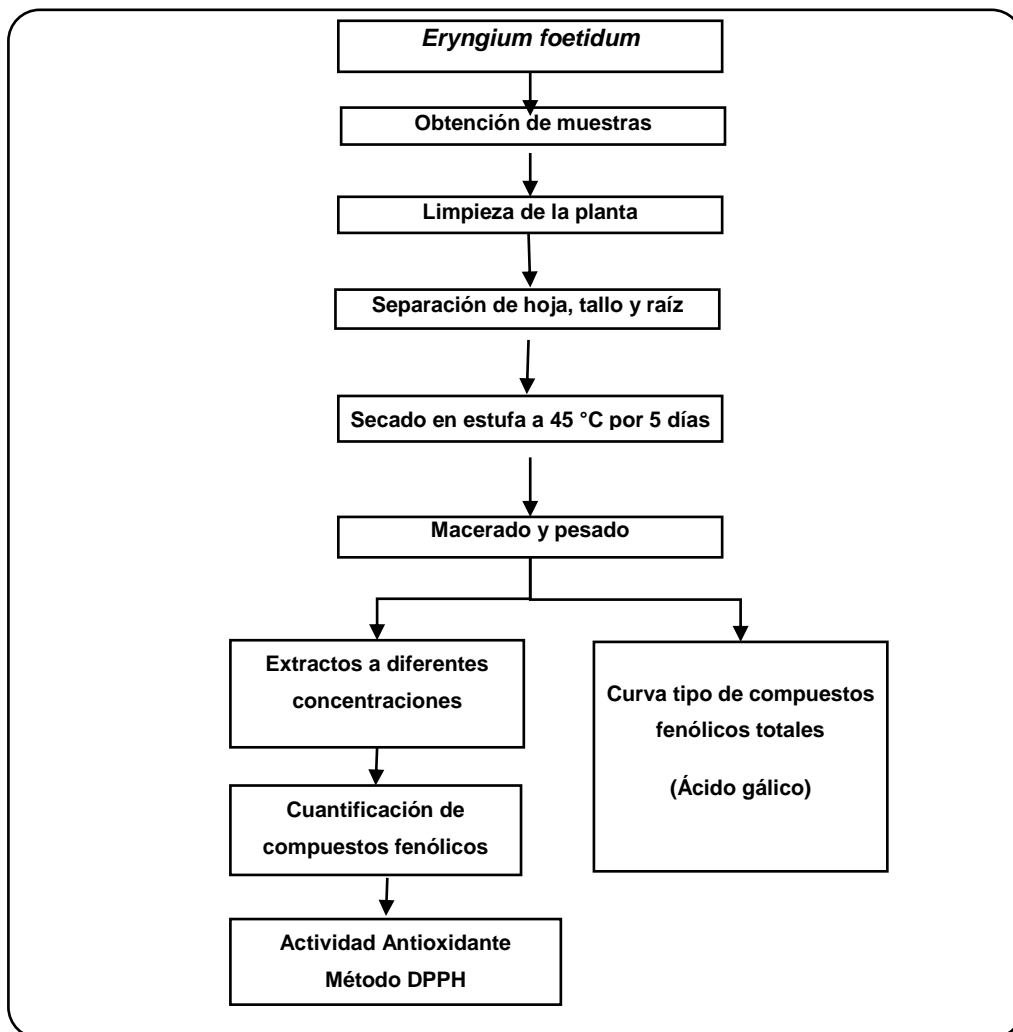 Eryngium foetidum
Obtención de muestras
Limpieza de la planta
Separación de hoja, tallo y raíz
Secado en estufa a 45 °C por 5 días
Macerado y pesado
Extractos a diferentes
concentraciones
Cuantificación de
compuestos fenólicos
Actividad Antioxidante
Método DPPH
Curva tipo de compuestos
fenólicos totales
(Ácido gálico)